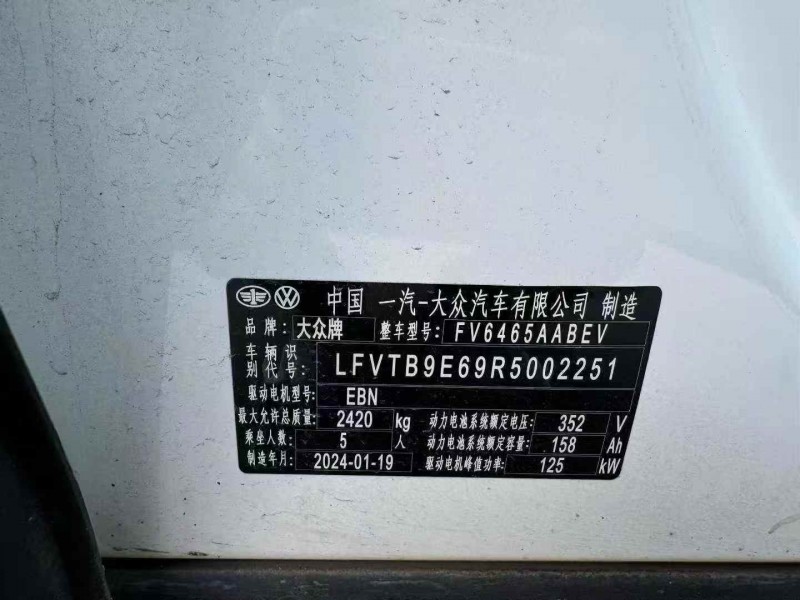 中国 一汽-大众汽车有限公司 制造
品牌: 大众牌 整车型号: FV6465AABEV
车辆识别代号: LFVTB9E69R5002251
驱动电机型号: EBN
最大允许总质量: 2420 kg 动力电池系统额定电压: 352 V
乘坐人数: 5 人 动力电池系统额定容量: 158 Ah
制造年月: 2024-01-19 驱动电机峰值功率: 125 kW